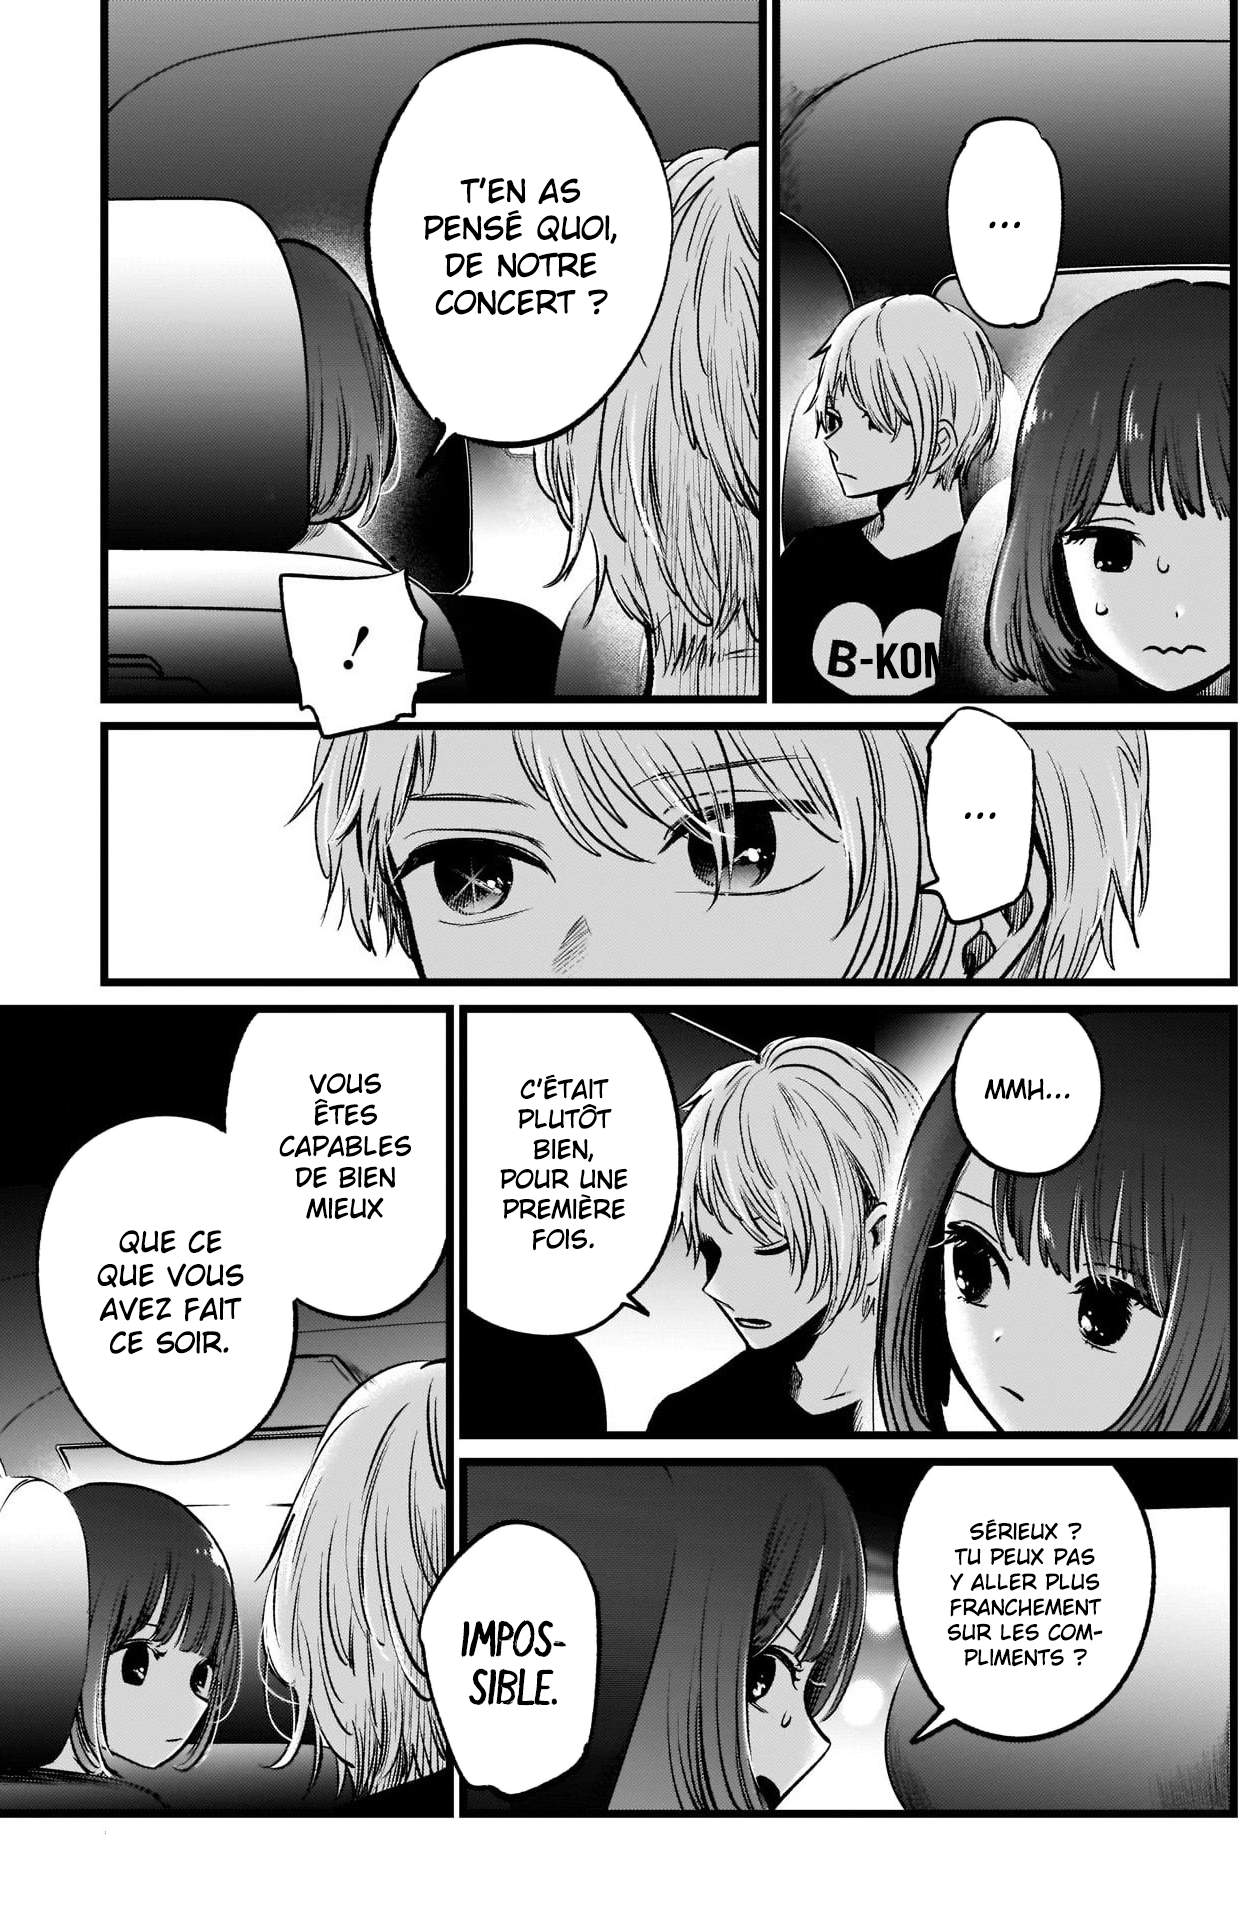 ...
B-KOM
T'EN AS
PENSÉ QUOI,
DE NOTRE
CONCERT ?
!
...
MMH...
C'ÉTAIT
PLUTÔT
BIEN,
POUR UNE
PREMIÈRE
FOIS.
VOUS
ÊTES
CAPABLES
DE BIEN
MIEUX
QUE CE
QUE VOUS
AVEZ FAIT
CE SOIR.
SÉRIEUX ?
TU PEUX PAS
Y ALLER PLUS
FRANCHEMENT
SUR LES COM-
PLIMENTS ?
IMPOS-
SIBLE.